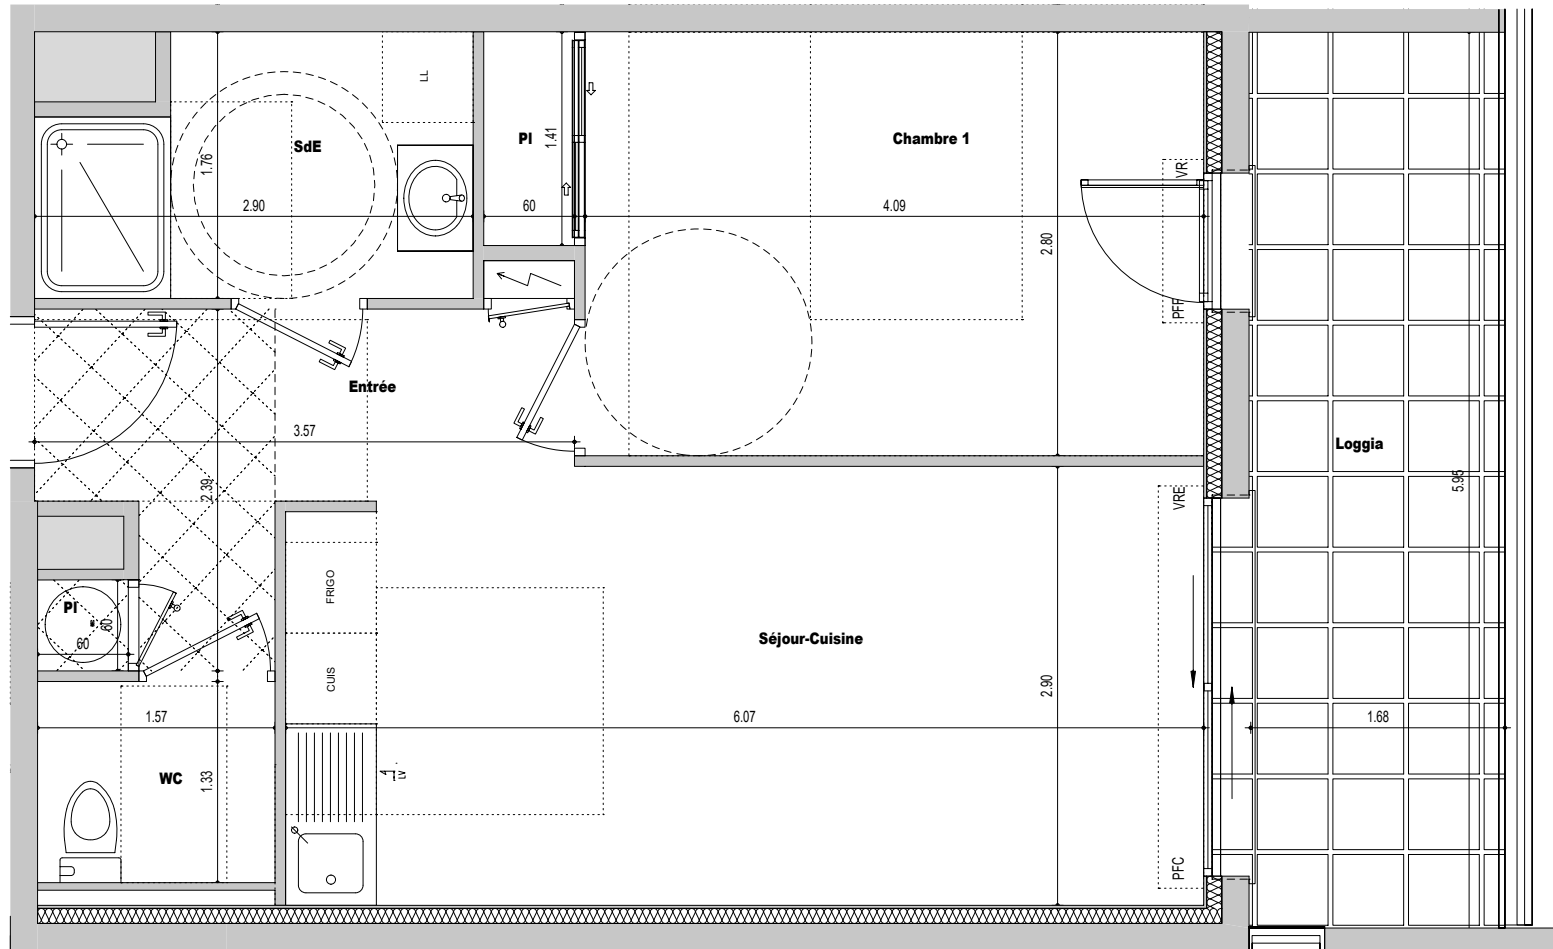 LL
SdE
PI
1.41
Chambre 1
1.76
VR
2.90
60
4.09
2.80
PFF
Entrée
3.57
Loggia
2.39
VRE
5.95
FRIGO
PI
60
60
Séjour-Cuisine
CUIS
2.90
1.57
6.07
1.68
WC
1.33
LV
PFC